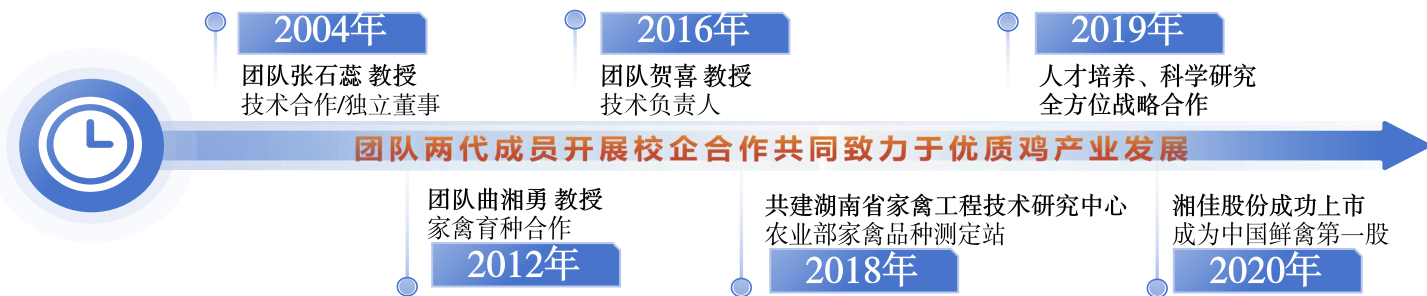 2004年
团队张石蕊 教授
技术合作/独立董事
2016年
团队贺喜 教授
技术负责人
2019年
人才培养、科学研究
全方位战略合作
团队两代成员开展校企合作共同致力于优质鸡产业发展
团队曲湘勇 教授
家禽育种合作
2012年
共建湖南省家禽工程技术研究中心
农业部家禽品种测定站
2018年
湘佳股份成功上市
成为中国鲜禽第一股
2020年